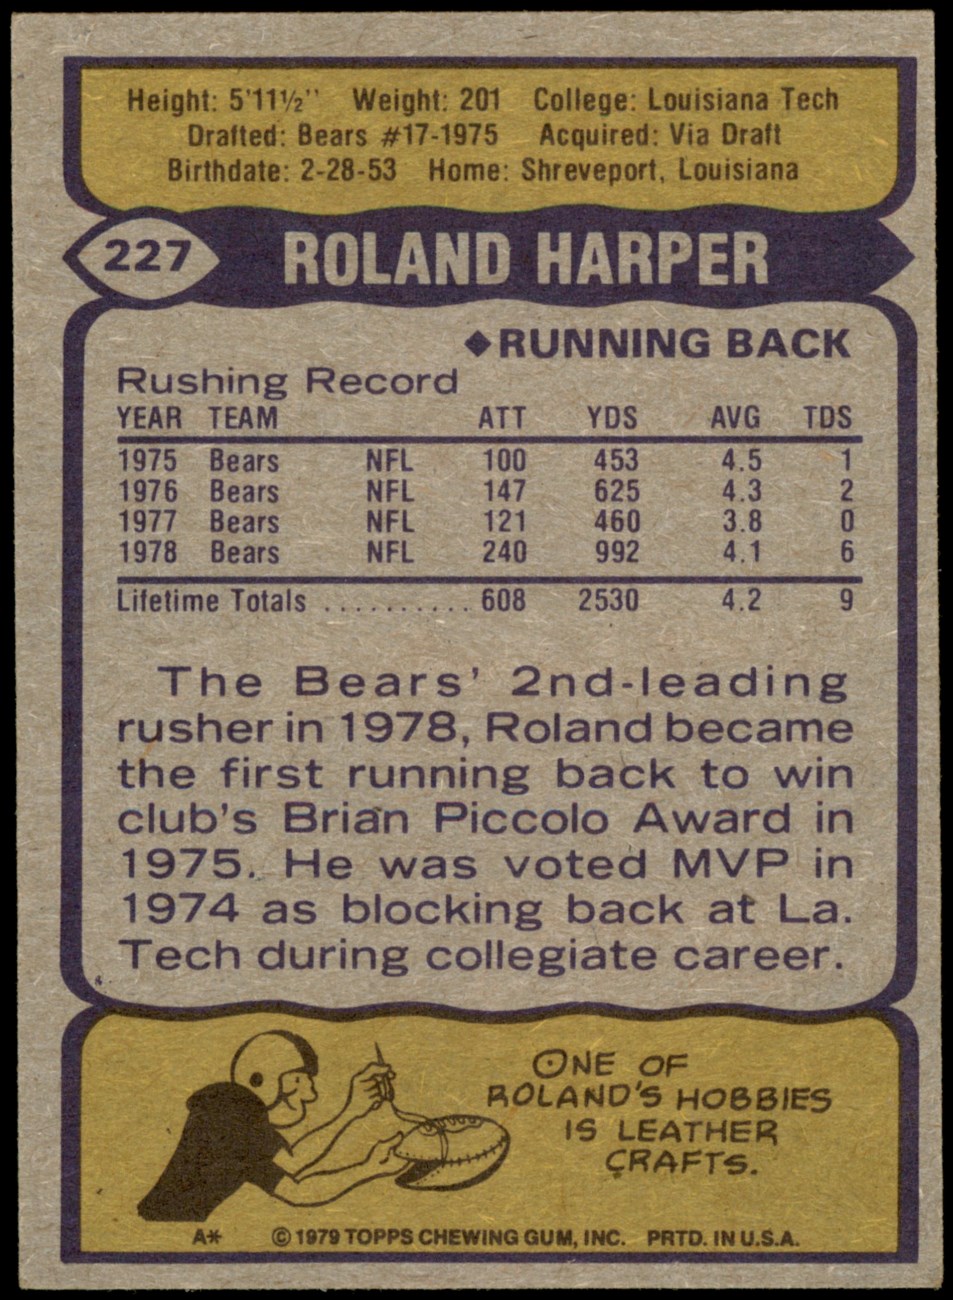 Height: 5'11½'' Weight: 201 College: Louisiana Tech
Drafted: Bears #17-1975 Acquired: Via Draft
Birthdate: 2-28-53 Home: Shreveport, Louisiana
227 ROLAND HARPER
◆RUNNING BACK
Rushing Record
YEAR TEAM ATT YDS AVG TDS
1975 Bears NFL 100 453 4.5 1
1976 Bears NFL 147 625 4.3 2
1977 Bears NFL 121 460 3.8 0
1978 Bears NFL 240 992 4.1 6
Lifetime Totals .......... 608 2530 4.2 9
The Bears' 2nd-leading
rusher in 1978, Roland became
the first running back to win
club's Brian Piccolo Award in
1975. He was voted MVP in
1974 as blocking back at La.
Tech during collegiate career.
ONE OF
ROLAND'S HOBBIES
IS LEATHER
CRAFTS.
A* © 1979 TOPPS CHEWING GUM, INC. PRTD. IN U.S.A.